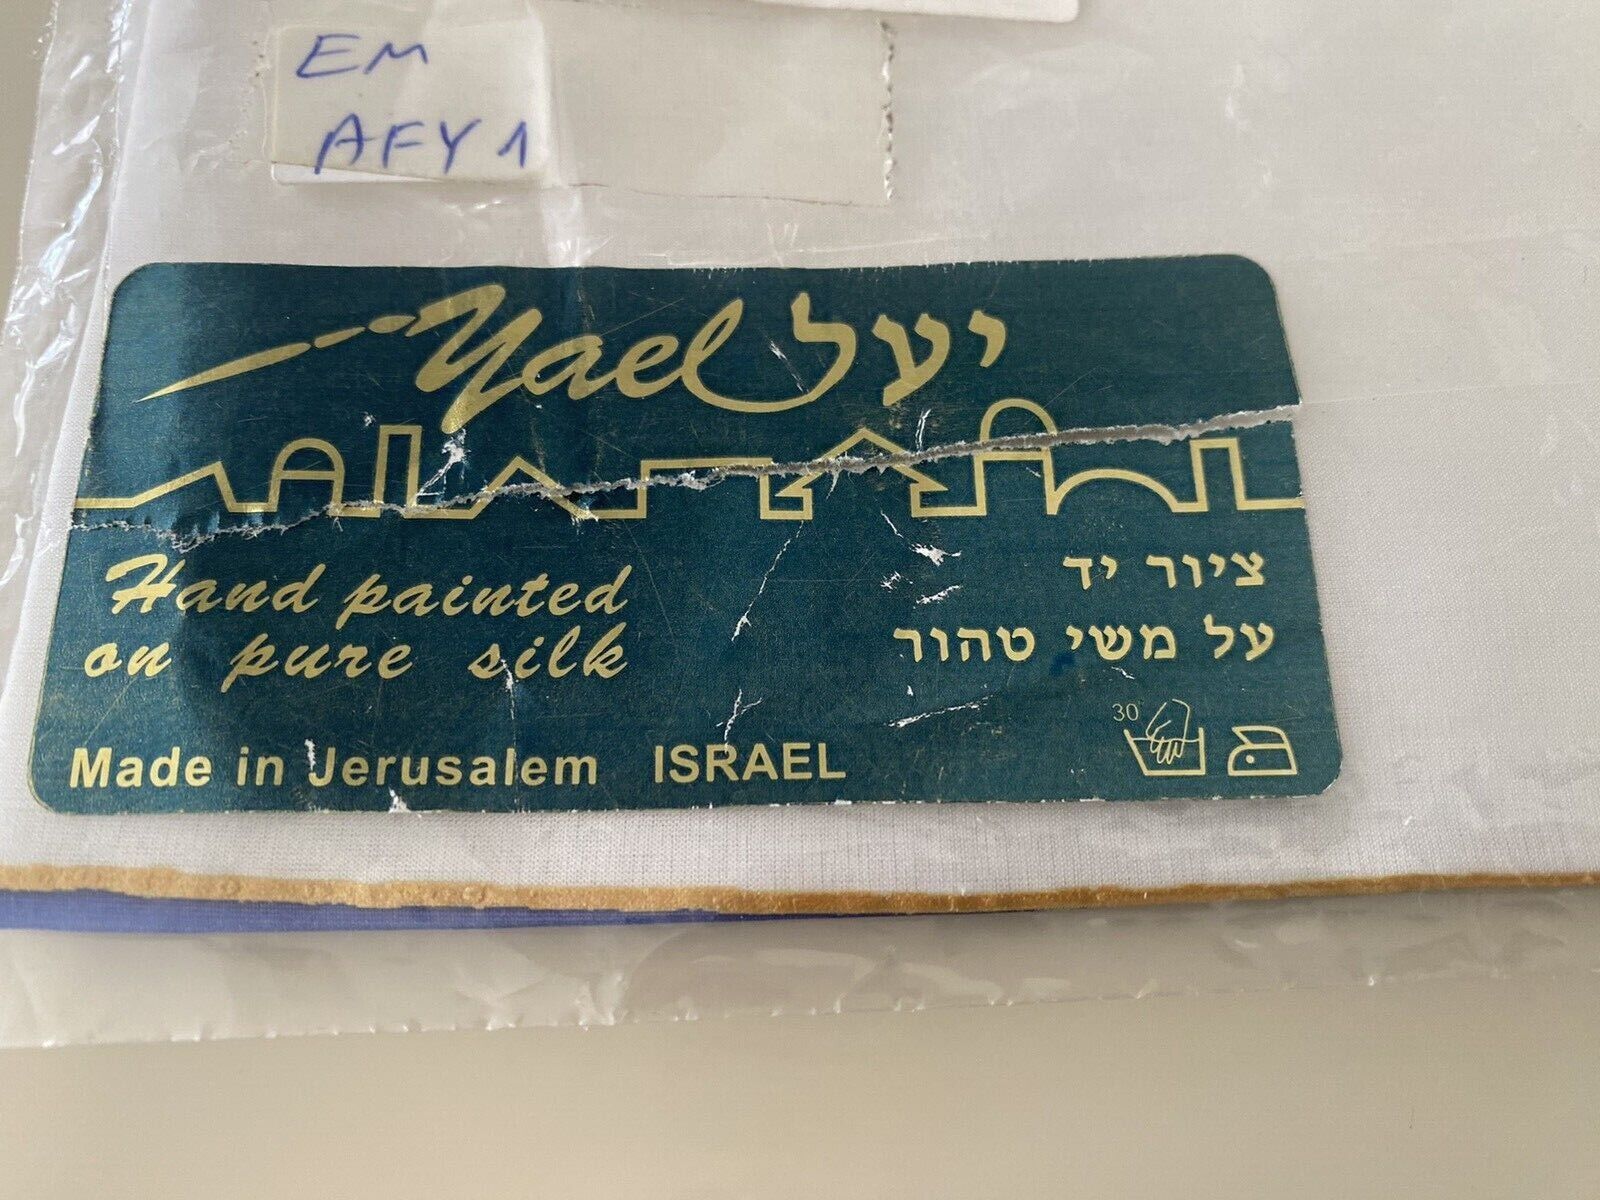 EM
AFY1
Yael יעל
Hand painted
on pure silk
ציור יד
על משי טהור
30
Made in Jerusalem ISRAEL